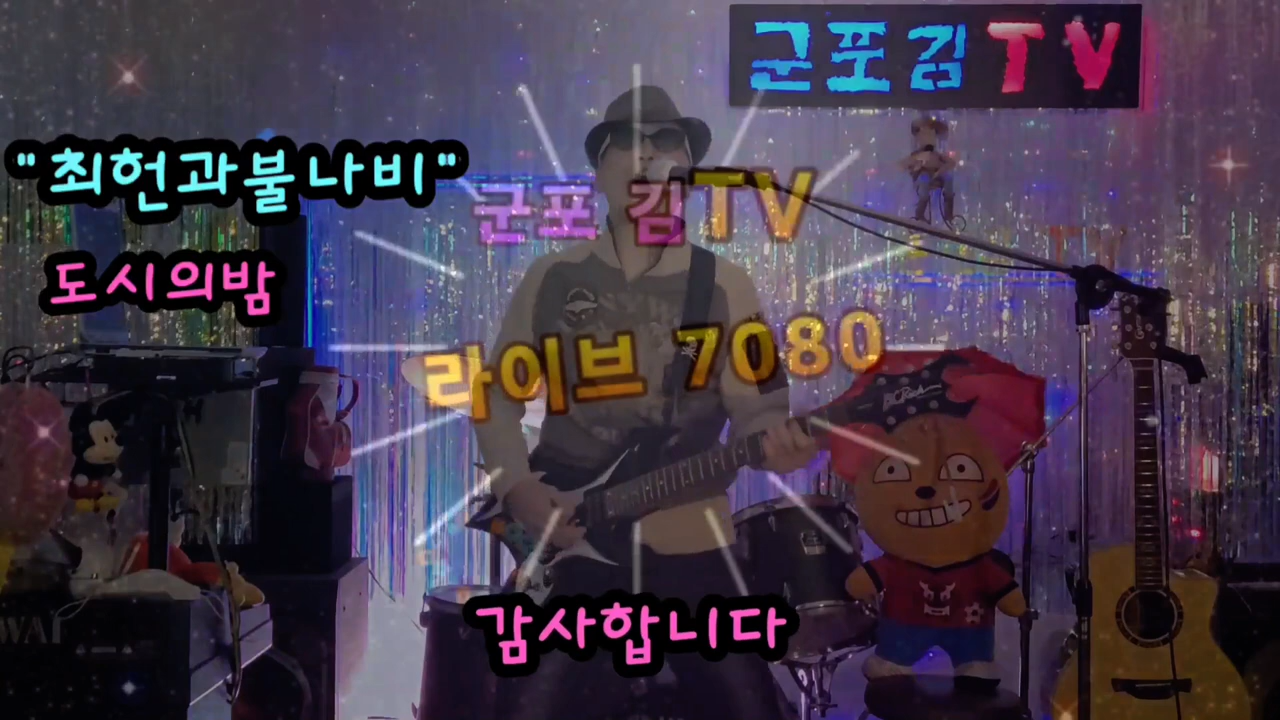 군포김TV
"최헌과불나비"
도시의밤
군포 김TV
라이브 7080
B.C.Rich
감사합니다